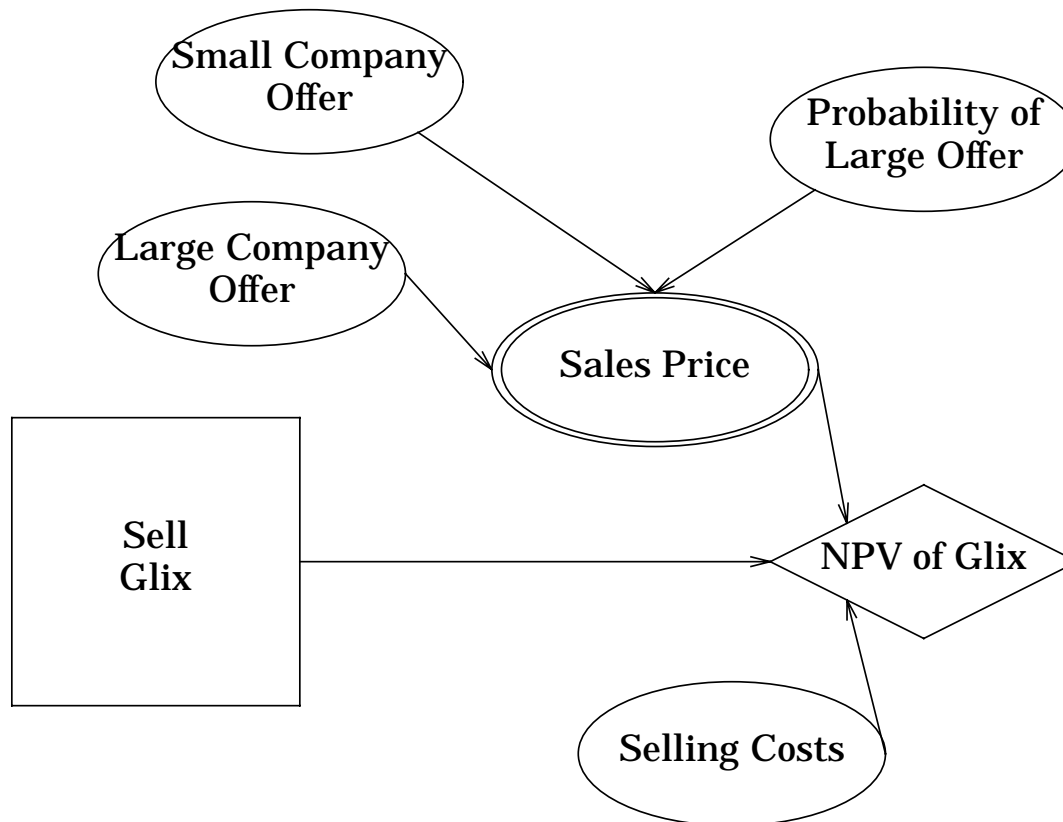 Small Company
Offer
Probability of
Large Offer
Large Company
Offer
Sales Price
Sell
Glix
NPV of Glix
Selling Costs